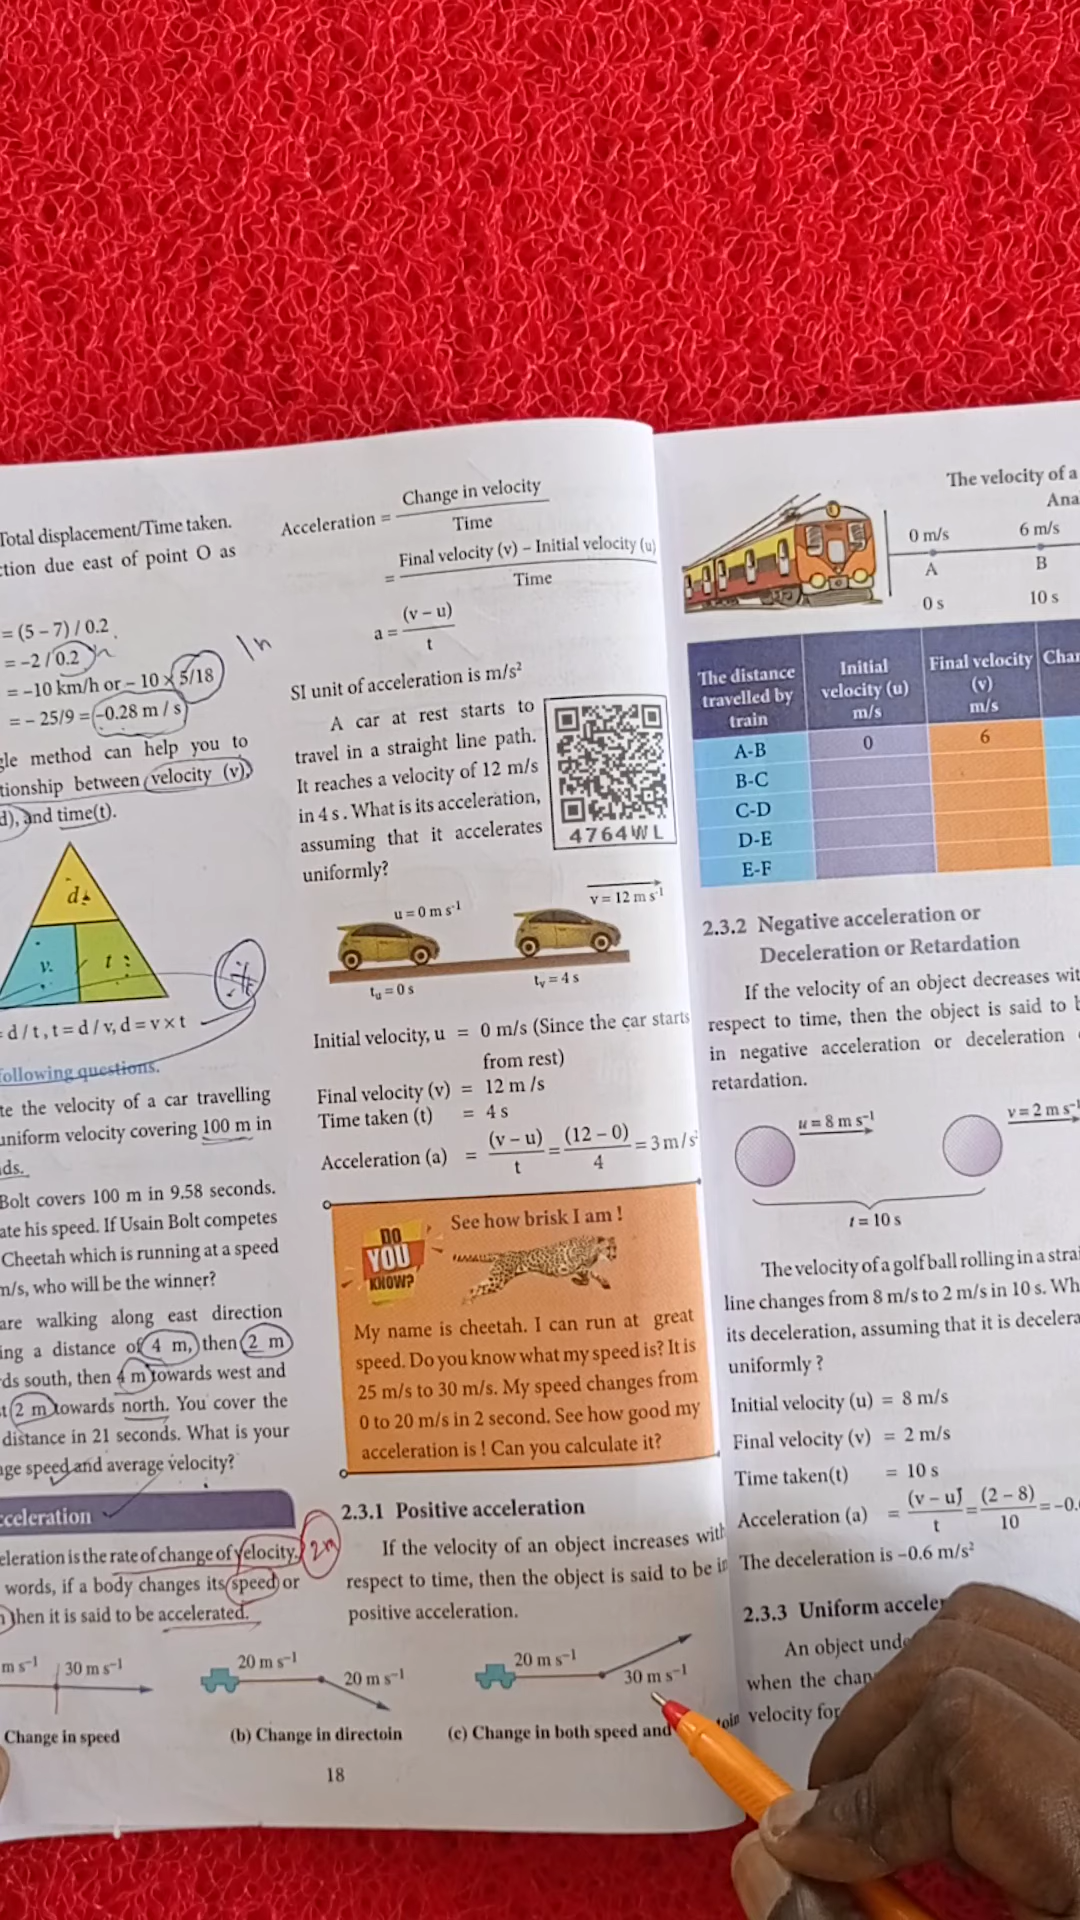 Total displacement/Time taken.
due east of point O as
= (5 – 7) / 0.2
= –2 / 0.2
= –10 km/h or – 10 × 5/18
= – 25/9 = –0.28 m / s
method can help you to
between velocity (v),
and time(t).
d
v
t
d / t , t = d / v, d = v × t
following questions.
the velocity of a car travelling
uniform velocity covering 100 m in
Bolt covers 100 m in 9.58 seconds.
his speed. If Usain Bolt competes
Cheetah which is running at a speed
m/s, who will be the winner?
are walking along east direction
a distance of 4 m, then 2 m
south, then 4 m towards west and
2 m towards north. You cover the
distance in 21 seconds. What is your
speed and average velocity?
is the rate of change of velocity.
2m
words, if a body changes its speed or
then it is said to be accelerated.
m s⁻¹ 30 m s⁻¹
Change in speed
20 m s⁻¹
20 m s⁻¹
(b) Change in directoin
20 m s⁻¹
30 m s⁻¹
(c) Change in both speed and
18
Acceleration = Change in velocity
Time
= Final velocity (v) – Initial velocity (u)
Time
a = (v – u)
t
SI unit of acceleration is m/s²
A car at rest starts to
travel in a straight line path.
It reaches a velocity of 12 m/s
in 4 s . What is its acceleration,
assuming that it accelerates
uniformly?
4764WL
u = 0 m s⁻¹
v = 12 m s⁻¹
tᵤ = 0 s
tᵥ = 4 s
Initial velocity, u = 0 m/s (Since the car starts
from rest)
Final velocity (v) = 12 m /s
Time taken (t) = 4 s
Acceleration (a) = (v – u) / t = (12 – 0) / 4 = 3 m/s²
DO
YOU
KNOW?
See how brisk I am !
My name is cheetah. I can run at great
speed. Do you know what my speed is? It is
25 m/s to 30 m/s. My speed changes from
0 to 20 m/s in 2 second. See how good my
acceleration is ! Can you calculate it?
2.3.1 Positive acceleration
If the velocity of an object increases with
respect to time, then the object is said to be in
positive acceleration.
The velocity of a
0 m/s 6 m/s
A B
0 s 10 s
The distance
travelled by
train
Initial
velocity (u)
m/s
Final velocity
(v)
m/s
A-B 0 6
B-C
C-D
D-E
E-F
2.3.2 Negative acceleration or
Deceleration or Retardation
If the velocity of an object decreases
respect to time, then the object is said to
in negative acceleration or deceleration
retardation.
u = 8 m s⁻¹
v = 2 m s⁻¹
t = 10 s
The velocity of a golf ball rolling in a
line changes from 8 m/s to 2 m/s in 10 s.
its deceleration, assuming that it is
uniformly ?
Initial velocity (u) = 8 m/s
Final velocity (v) = 2 m/s
Time taken(t) = 10 s
Acceleration (a) = (v – u) / t = (2 – 8) / 10 = –0.
The deceleration is –0.6 m/s²
2.3.3 Uniform
An object
when the
velocity for